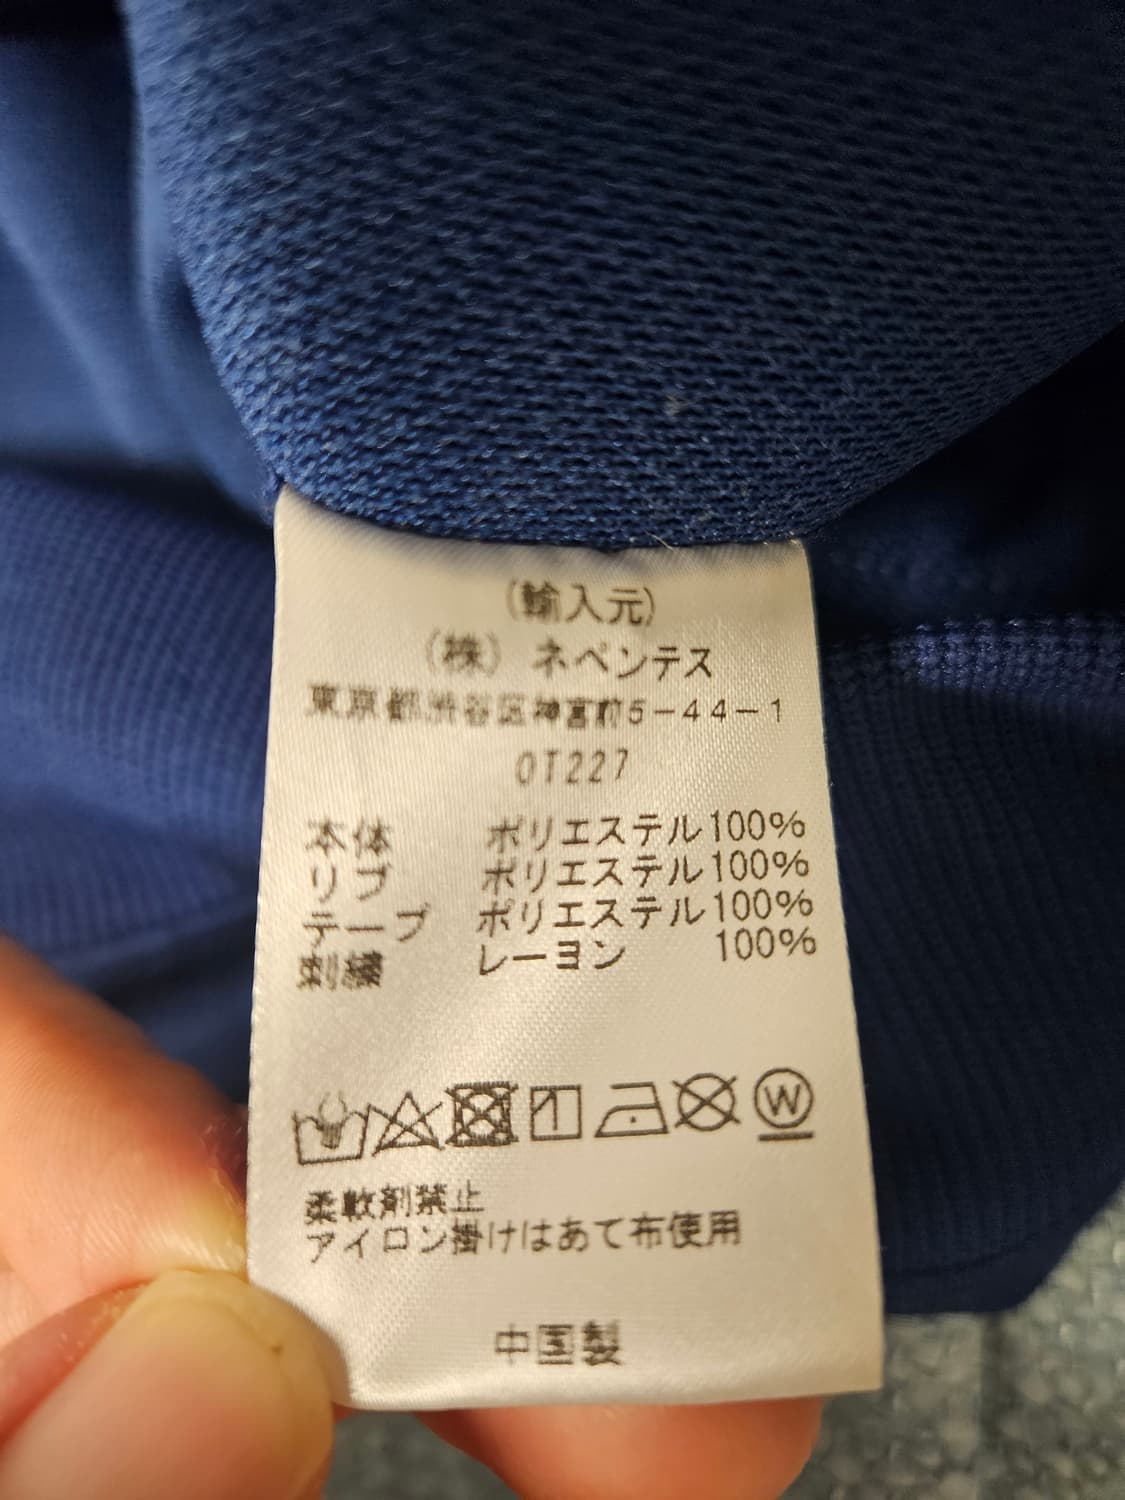 (輸入元)
(株) ネペンテス
東京都渋谷区神宮前5-44-1
OT227
本体 ポリエステル100%
リブ ポリエステル100%
テープ ポリエステル100%
刺繍 レーヨン 100%
W
柔軟剤禁止
アイロン掛けはあて布使用
中国製